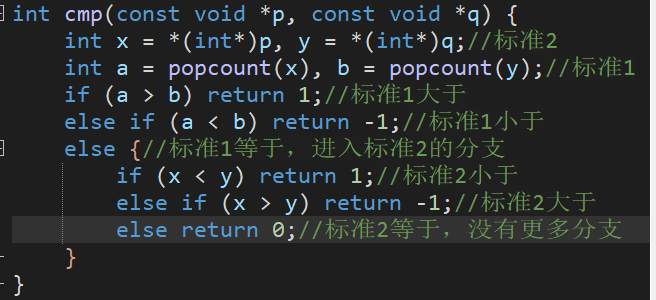 int cmp(const void *p, const void *q) {
    int x = *(int*)p, y = *(int*)q;//标准2
    int a = popcount(x), b = popcount(y);//标准1
    if (a > b) return 1;//标准1大于
    else if (a < b) return -1;//标准1小于
    else {//标准1等于，进入标准2的分支
        if (x < y) return 1;//标准2小于
        else if (x > y) return -1;//标准2大于
        else return 0;//标准2等于，没有更多分支
    }
}